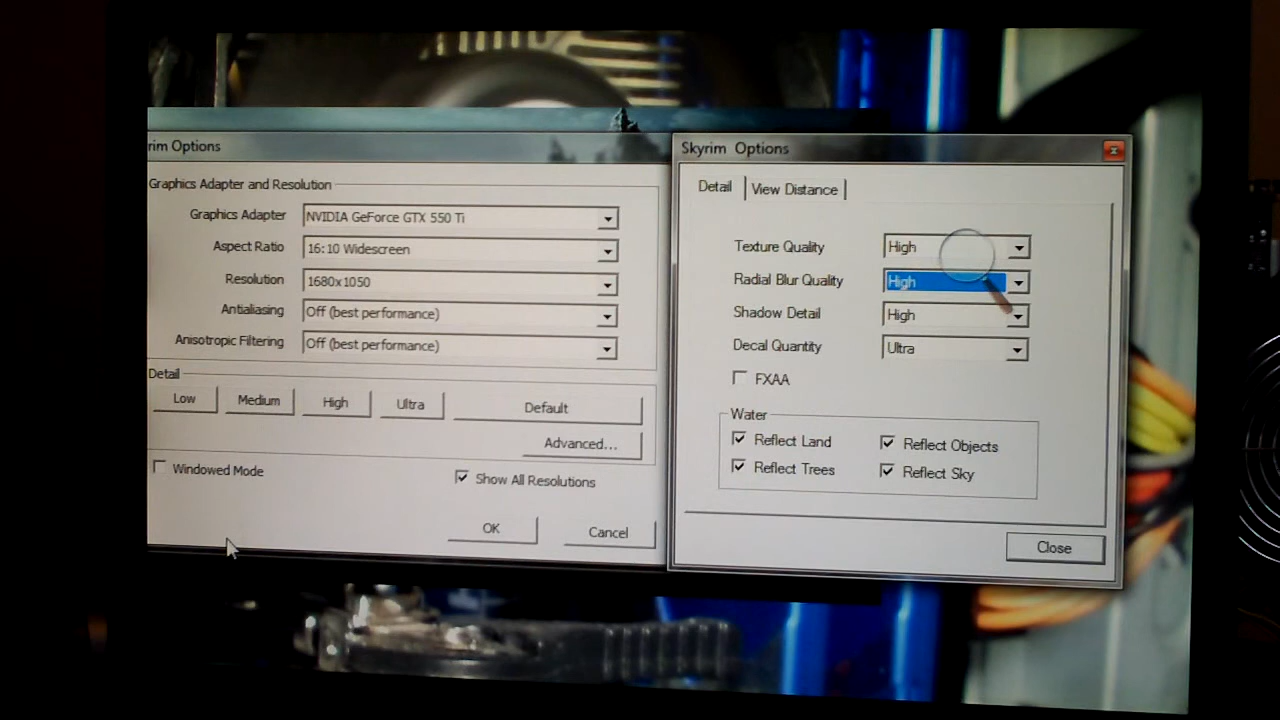 rim Options
Graphics Adapter and Resolution
Graphics Adapter NVIDIA GeForce GTX 550 Ti
Aspect Ratio 16:10 Widescreen
Resolution 1680x1050
Antialiasing Off (best performance)
Anisotropic Filtering Off (best performance)
Detail
Low Medium High Ultra Default
Advanced...
Windowed Mode Show All Resolutions
OK Cancel
Skyrim Options
Detail View Distance
Texture Quality High
Radial Blur Quality High
Shadow Detail High
Decal Quantity Ultra
FXAA
Water
Reflect Land Reflect Objects
Reflect Trees Reflect Sky
Close